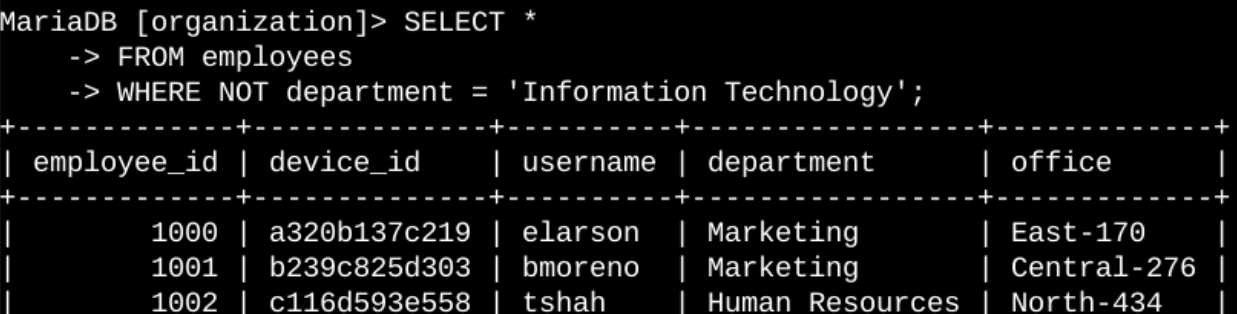 MariaDB [organization]> SELECT *
    -> FROM employees
    -> WHERE NOT department = 'Information Technology';
+-------------+--------------+----------+-----------------+-------------+
| employee_id | device_id    | username | department      | office      |
+-------------+--------------+----------+-----------------+-------------+
|        1000 | a320b137c219 | elarson  | Marketing       | East-170    |
|        1001 | b239c825d303 | bmoreno  | Marketing       | Central-276 |
|        1002 | c116d593e558 | tshah    | Human Resources | North-434   |